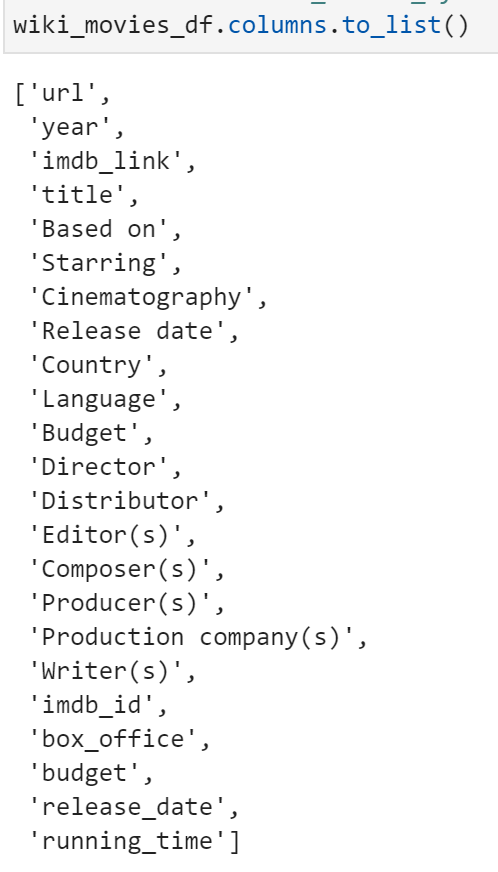 wiki_movies_df.columns.to_list()
['url',
'year',
'imdb_link',
'title',
'Based on',
'Starring',
'Cinematography',
'Release date',
'Country',
'Language',
'Budget',
'Director',
'Distributor',
'Editor(s)',
'Composer(s)',
'Producer(s)',
'Production company(s)',
'Writer(s)',
'imdb_id',
'box_office',
'budget',
'release_date',
'running_time']